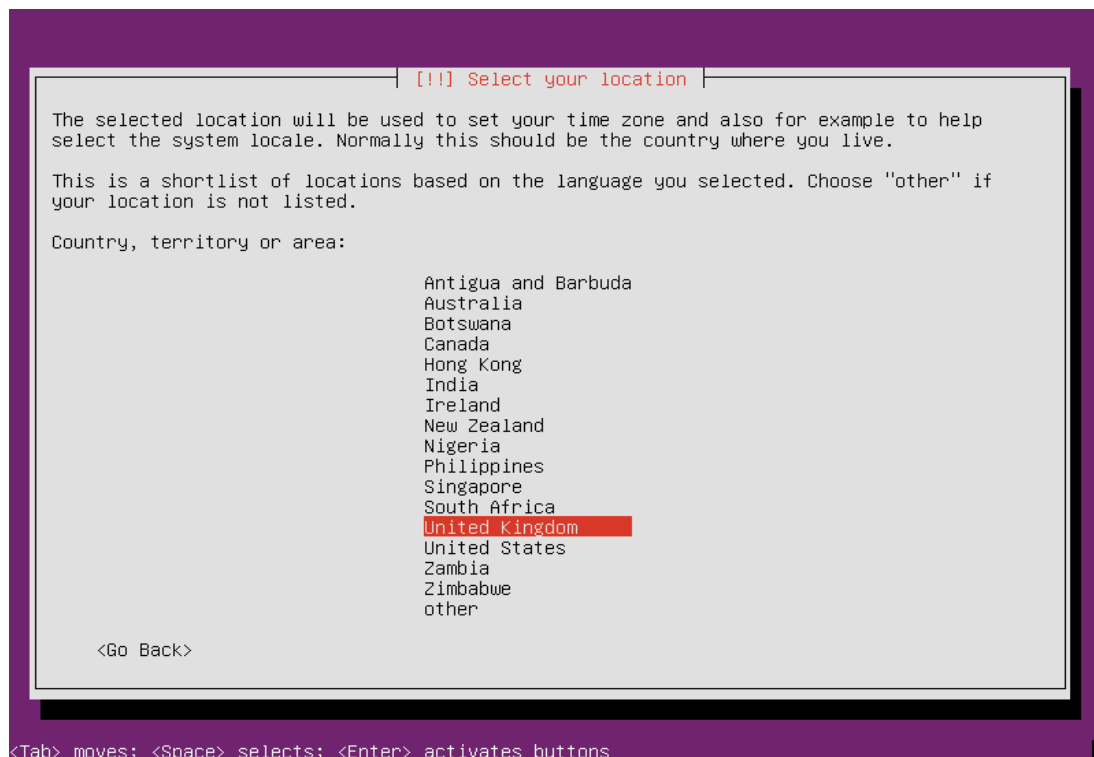 [!!] Select your location
The selected location will be used to set your time zone and also for example to help
select the system locale. Normally this should be the country where you live.
This is a shortlist of locations based on the language you selected. Choose "other" if
your location is not listed.
Country, territory or area:
Antigua and Barbuda
Australia
Botswana
Canada
Hong Kong
India
Ireland
New Zealand
Nigeria
Philippines
Singapore
South Africa
United Kingdom
United States
Zambia
Zimbabwe
other
<Go Back>
<Tab> moves; <Space> selects; <Enter> activates buttons